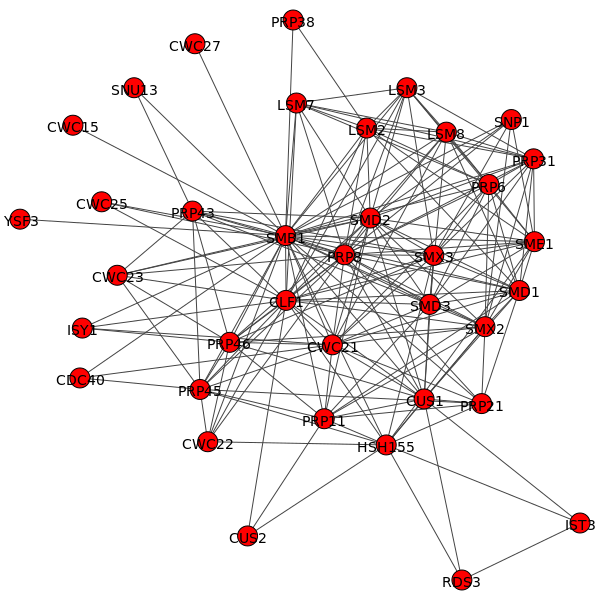 PRP38
CWC27
SNU13
LSM3
LSM7
CWC15
LSM2
LSM8
SNF1
PRP31
PRP6
CWC25
PRP43
YSF3
SMD2
SMB1
SME1
PRP8
SMX3
CWC23
SMD1
CLF1
SMD3
ISY1
SMX2
PRP46
CWC21
CDC40
PRP45
CUS1
PRP21
PRP11
CWC22
HSH155
IST3
CUS2
RDS3